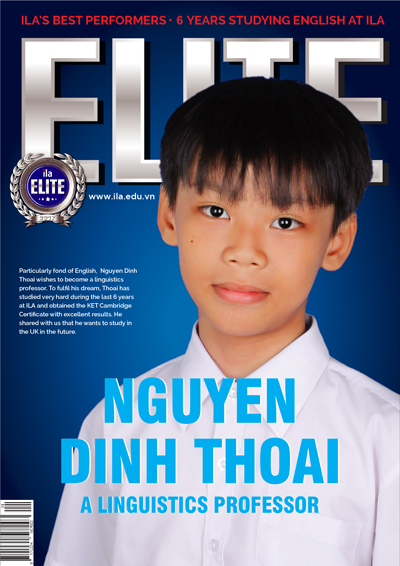 ILA'S BEST PERFORMERS • 6 YEARS STUDYING ENGLISH AT ILA
ELITE
ila
ELITE
www.ila.edu.vn
Particularly fond of English, Nguyen Dinh
Thoai wishes to become a linguistics
professor. To fulfil his dream, Thoai has
studied very hard during the last 6 years
at ILA and obtained the KET Cambridge
Certificate with excellent results. He
shared with us that he wants to study in
the UK in the future.
NGUYEN
DINH THOAI
A LINGUISTICS PROFESSOR